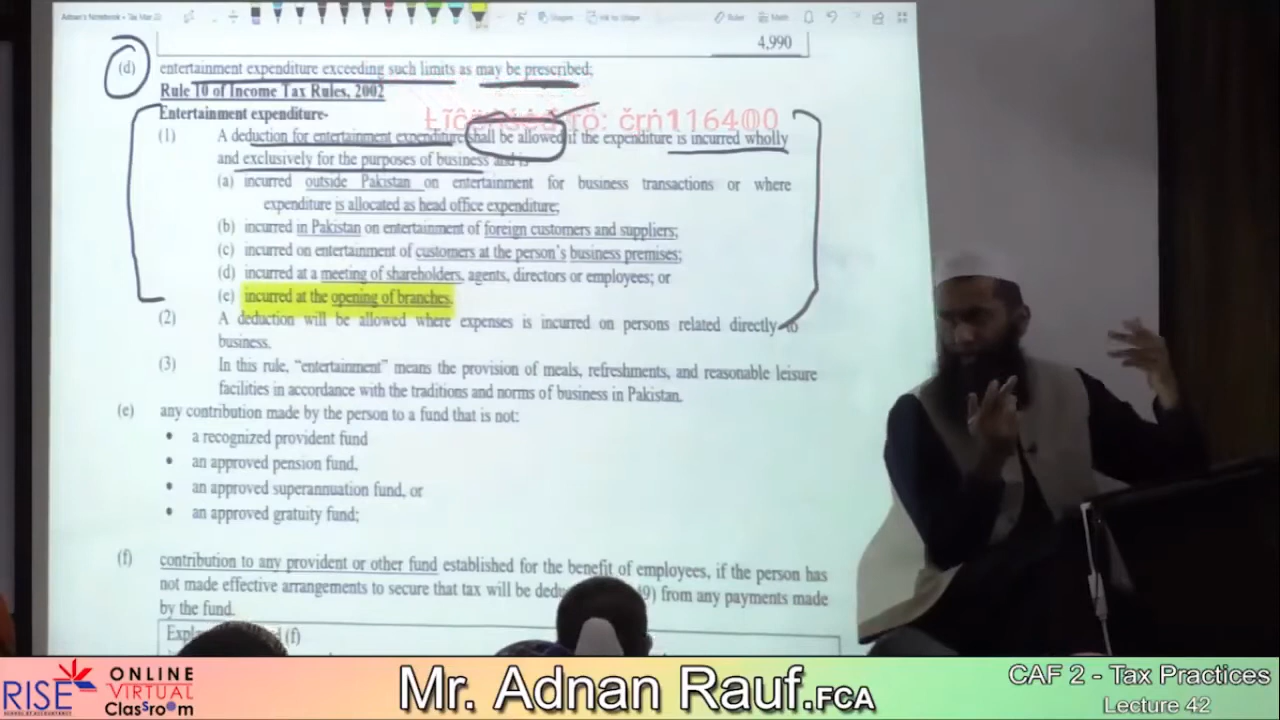 Adnan's Notebook - Tax Mar 22
Shapes
Ink to Shape
Ruler
Math
4,990
(d) entertainment expenditure exceeding such limits as may be prescribed;
Rule 10 of Income Tax Rules, 2002
Entertainment expenditure-
(1) A deduction for entertainment expenditure shall be allowed if the expenditure is incurred wholly
and exclusively for the purposes of business and is
(a) incurred outside Pakistan on entertainment for business transactions or where
expenditure is allocated as head office expenditure;
(b) incurred in Pakistan on entertainment of foreign customers and suppliers;
(c) incurred on entertainment of customers at the person's business premises;
(d) incurred at a meeting of shareholders, agents, directors or employees; or
(e) incurred at the opening of branches.
(2) A deduction will be allowed where expenses is incurred on persons related directly to
business.
(3) In this rule, "entertainment" means the provision of meals, refreshments, and reasonable leisure
facilities in accordance with the traditions and norms of business in Pakistan.
(e) any contribution made by the person to a fund that is not:
• a recognized provident fund
• an approved pension fund,
• an approved superannuation fund, or
• an approved gratuity fund;
(f) contribution to any provident or other fund established for the benefit of employees, if the person has
not made effective arrangements to secure that tax will be 9) from any payments made
by the fund.
(f)
RISE
ONLINE
VIRTUAL
Classroom
Mr. Adnan Rauf.FCA
CAF 2 - Tax Practices
Lecture 42